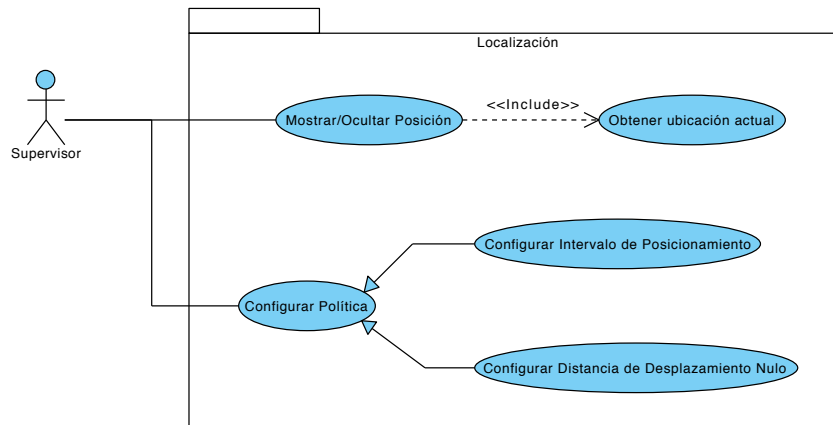 Localización
<<Include>>
Mostrar/Ocultar Posición
Obtener ubicación actual
Supervisor
Configurar Intervalo de Posicionamiento
Configurar Política
Configurar Distancia de Desplazamiento Nulo